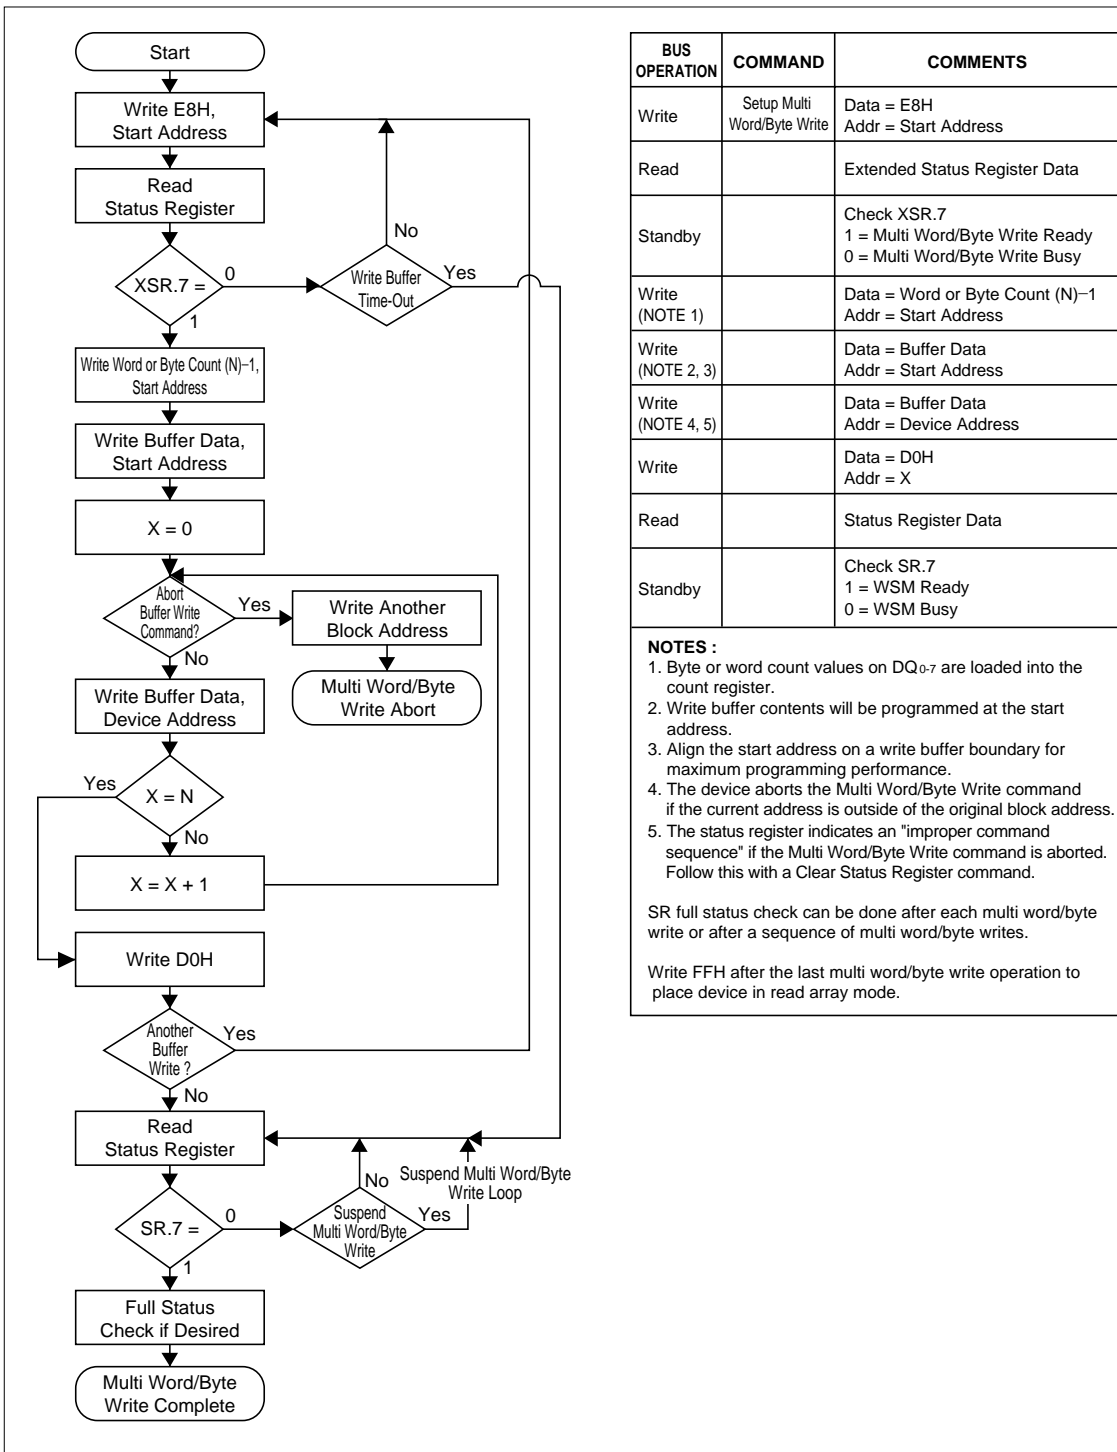 Start
Write E8H,
Start Address
Read
Status Register
XSR.7 =
0
1
Write Buffer
Time-Out
No
Yes
Write Word or Byte Count (N)−1,
Start Address
Write Buffer Data,
Start Address
X = 0
Abort
Buffer Write
Command?
Yes
No
Write Another
Block Address
Multi Word/Byte
Write Abort
Write Buffer Data,
Device Address
X = N
Yes
No
X = X + 1
Write D0H
Another
Buffer
Write ?
Yes
No
Read
Status Register
SR.7 =
0
1
Suspend
Multi Word/Byte
Write
No
Yes
Suspend Multi Word/Byte
Write Loop
Full Status
Check if Desired
Multi Word/Byte
Write Complete
BUS
OPERATION
COMMAND
COMMENTS
Write
Setup Multi
Word/Byte Write
Data = E8H
Addr = Start Address
Read
Extended Status Register Data
Standby
Check XSR.7
1 = Multi Word/Byte Write Ready
0 = Multi Word/Byte Write Busy
Write
(NOTE 1)
Data = Word or Byte Count (N)−1
Addr = Start Address
Write
(NOTE 2, 3)
Data = Buffer Data
Addr = Start Address
Write
(NOTE 4, 5)
Data = Buffer Data
Addr = Device Address
Write
Data = D0H
Addr = X
Read
Status Register Data
Standby
Check SR.7
1 = WSM Ready
0 = WSM Busy
NOTES :
1. Byte or word count values on DQ0-7 are loaded into the
count register.
2. Write buffer contents will be programmed at the start
address.
3. Align the start address on a write buffer boundary for
maximum programming performance.
4. The device aborts the Multi Word/Byte Write command
if the current address is outside of the original block address.
5. The status register indicates an "improper command
sequence" if the Multi Word/Byte Write command is aborted.
Follow this with a Clear Status Register command.
SR full status check can be done after each multi word/byte
write or after a sequence of multi word/byte writes.
Write FFH after the last multi word/byte write operation to
place device in read array mode.